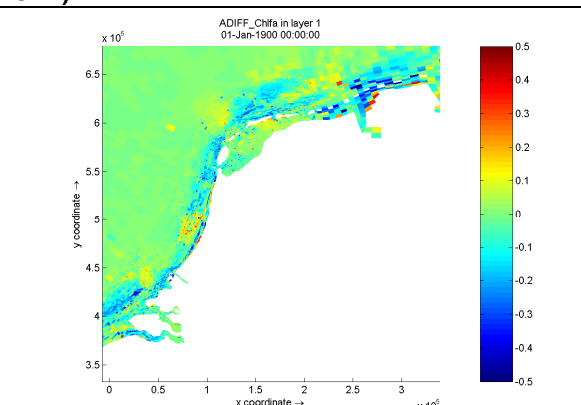 ADIFF_Chlfa in layer 1
01-Jan-1900 00:00:00
x 10⁵
6.5
6
5.5
5
4.5
4
3.5
y coordinate →
0 0.5 1 1.5 2 2.5 3
x coordinate →
x 10⁵
0.5
0.4
0.3
0.2
0.1
0
-0.1
-0.2
-0.3
-0.4
-0.5